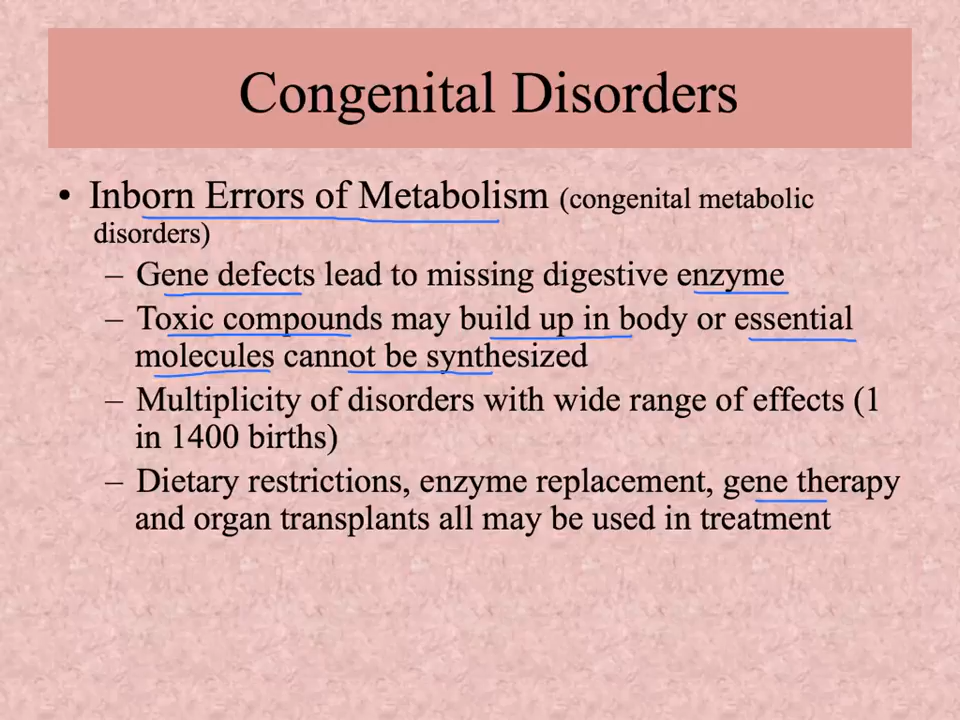 Congenital Disorders
• Inborn Errors of Metabolism (congenital metabolic
disorders)
– Gene defects lead to missing digestive enzyme
– Toxic compounds may build up in body or essential
molecules cannot be synthesized
– Multiplicity of disorders with wide range of effects (1
in 1400 births)
– Dietary restrictions, enzyme replacement, gene therapy
and organ transplants all may be used in treatment